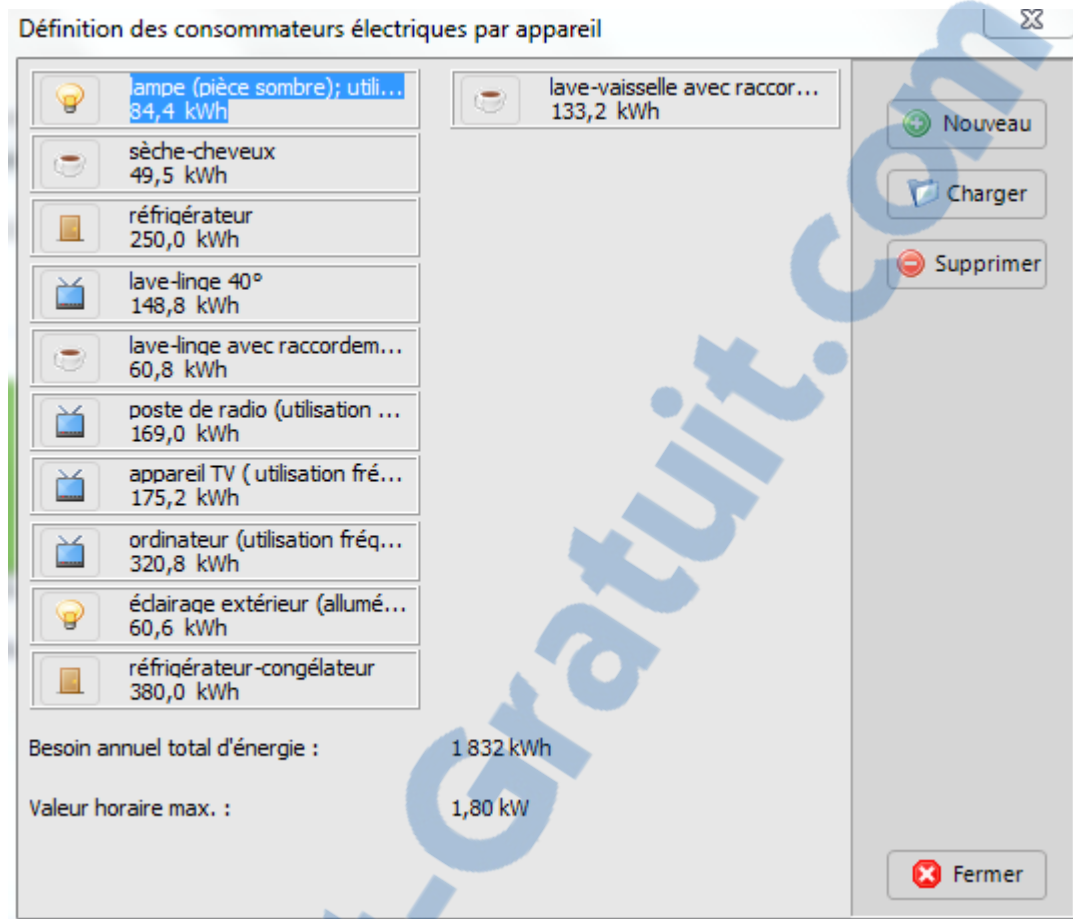 Définition des consommateurs électriques par appareil
lampe (pièce sombre); utili...
84,4 kWh
sèche-cheveux
49,5 kWh
réfrigérateur
250,0 kWh
lave-linge 40°
148,8 kWh
lave-linge avec raccordem...
60,8 kWh
poste de radio (utilisation ...
169,0 kWh
appareil TV ( utilisation fré...
175,2 kWh
ordinateur (utilisation fréq...
320,8 kWh
éclairage extérieur (allumé...
60,6 kWh
réfrigérateur-congélateur
380,0 kWh
lave-vaisselle avec raccor...
133,2 kWh
Nouveau
Charger
Supprimer
Besoin annuel total d'énergie : 1 832 kWh
Valeur horaire max. : 1,80 kW
Fermer
-Gratuit.com